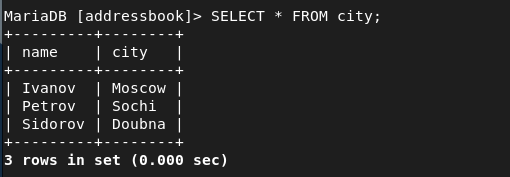 MariaDB [addressbook]> SELECT * FROM city;
+---------+--------+
| name    | city   |
+---------+--------+
| Ivanov  | Moscow |
| Petrov  | Sochi  |
| Sidorov | Doubna |
+---------+--------+
3 rows in set (0.000 sec)